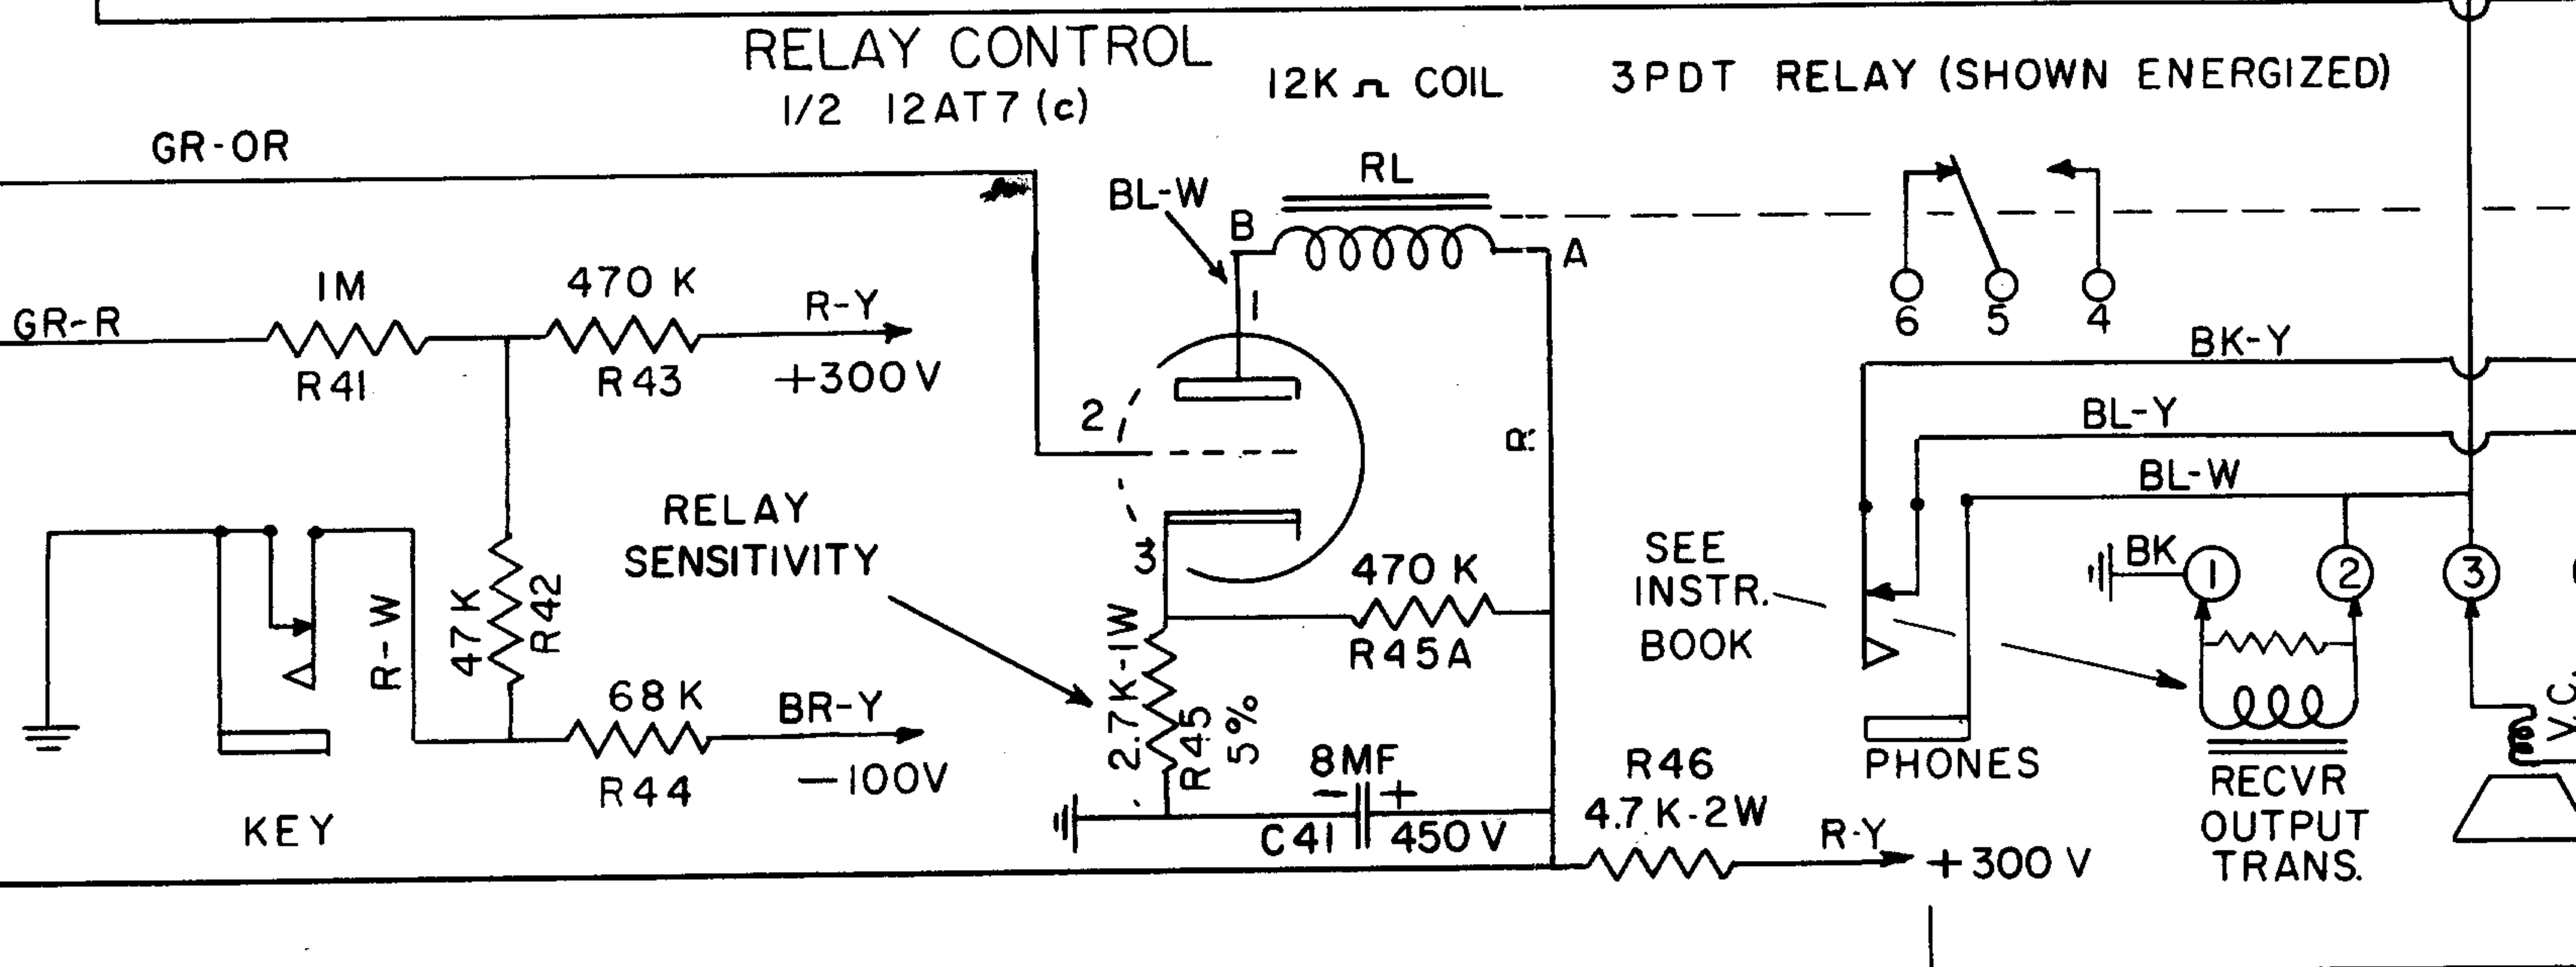 RELAY CONTROL
1/2 12AT7 (c)
12K Ω COIL
3PDT RELAY (SHOWN ENERGIZED)
GR-OR
BL-W
RL
B
A
1
6
5
4
1M
470 K
R-Y
GR-R
R41
R43
+300V
2
BK-Y
BL-Y
BL-W
R
RELAY
SENSITIVITY
3
SEE
INSTR.
BOOK
BK
1
2
3
470 K
R45A
R-W
47 K
R42
2.7K-1W
R45
5%
68 K
BR-Y
R44
-100V
KEY
8MF
- +
C41
450V
R46
4.7K-2W
R-Y
+300 V
PHONES
RECVR
OUTPUT
TRANS.
V.C.